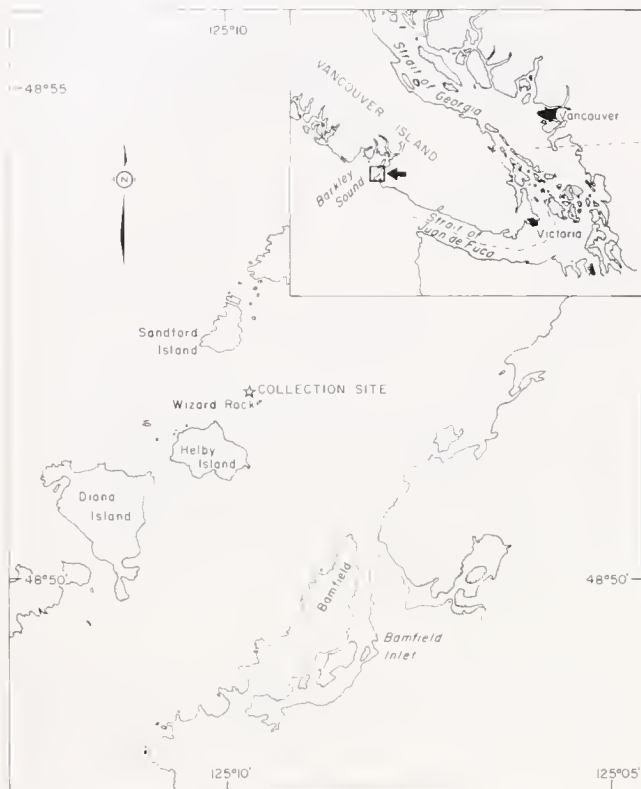 125°10
48°55
Strait of
Georgia
VANCOUVER ISLAND
Vancouver
Barkley
Sound
Strait of
Juan de Fuca
Victoria
N
Sandford
Island
COLLECTION SITE
Wizard Rock
Helby
Island
Diana
Island
48°50'
48°50'
Bamfield
Bamfield
Inlet
125°10'
125°05'